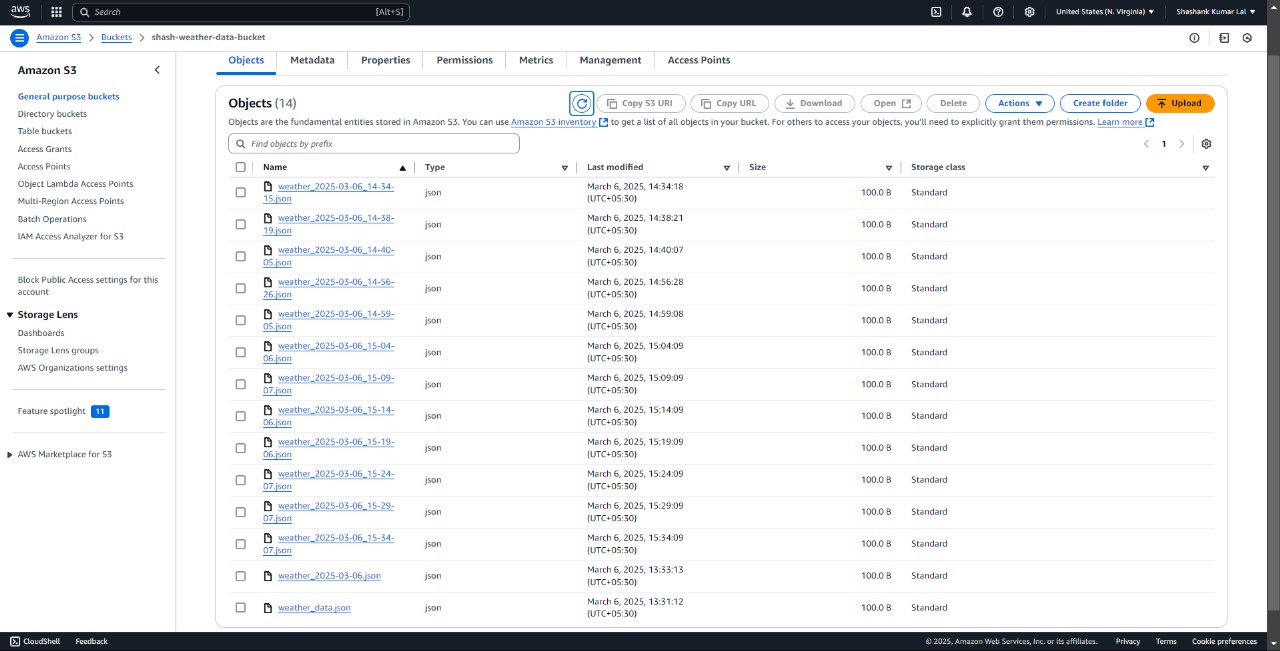 aws Search [Alt+S] United States (N. Virginia) Shashank Kumar Lal
Amazon S3 Buckets shash-weather-data-bucket
Amazon S3
General purpose buckets
Directory buckets
Table buckets
Access Grants
Access Points
Object Lambda Access Points
Multi-Region Access Points
Batch Operations
IAM Access Analyzer for S3
Block Public Access settings for this
account
Storage Lens
Dashboards
Storage Lens groups
AWS Organizations settings
Feature spotlight 11
AWS Marketplace for S3
Objects Metadata Properties Permissions Metrics Management Access Points
Objects (14) Copy S3 URI Copy URL Download Open Delete Actions Create folder Upload
Objects are the fundamental entities stored in Amazon S3. You can use Amazon S3 inventory to get a list of all objects in your bucket. For others to access your objects, you'll need to explicitly grant them permissions. Learn more
Find objects by prefix 1
Name Type Last modified Size Storage class
weather_2025-03-06_14-34- json March 6, 2025, 14:34:18 100.0 B Standard
15.json (UTC+05:30)
weather_2025-03-06_14-38- json March 6, 2025, 14:38:21 100.0 B Standard
19.json (UTC+05:30)
weather_2025-03-06_14-40- json March 6, 2025, 14:40:07 100.0 B Standard
05.json (UTC+05:30)
weather_2025-03-06_14-56- json March 6, 2025, 14:56:28 100.0 B Standard
26.json (UTC+05:30)
weather_2025-03-06_14-59- json March 6, 2025, 14:59:08 100.0 B Standard
05.json (UTC+05:30)
weather_2025-03-06_15-04- json March 6, 2025, 15:04:09 100.0 B Standard
06.json (UTC+05:30)
weather_2025-03-06_15-09- json March 6, 2025, 15:09:09 100.0 B Standard
07.json (UTC+05:30)
weather_2025-03-06_15-14- json March 6, 2025, 15:14:09 100.0 B Standard
06.json (UTC+05:30)
weather_2025-03-06_15-19- json March 6, 2025, 15:19:09 100.0 B Standard
06.json (UTC+05:30)
weather_2025-03-06_15-24- json March 6, 2025, 15:24:09 100.0 B Standard
07.json (UTC+05:30)
weather_2025-03-06_15-29- json March 6, 2025, 15:29:09 100.0 B Standard
07.json (UTC+05:30)
weather_2025-03-06_15-34- json March 6, 2025, 15:34:09 100.0 B Standard
07.json (UTC+05:30)
weather_2025-03-06.json json March 6, 2025, 13:33:13 100.0 B Standard
(UTC+05:30)
weather_data.json json March 6, 2025, 13:31:12 100.0 B Standard
(UTC+05:30)
CloudShell Feedback © 2025, Amazon Web Services, Inc. or its affiliates. Privacy Terms Cookie preferences